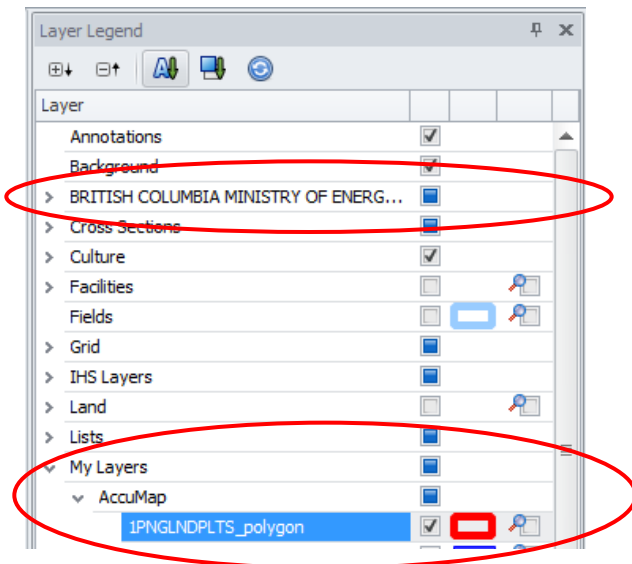 Layer Legend
Layer
Annotations
Background
BRITISH COLUMBIA MINISTRY OF ENERG...
Cross Sections
Culture
Facilities
Fields
Grid
IHS Layers
Land
Lists
My Layers
AccuMap
1PNGLNDPLTS_polygon